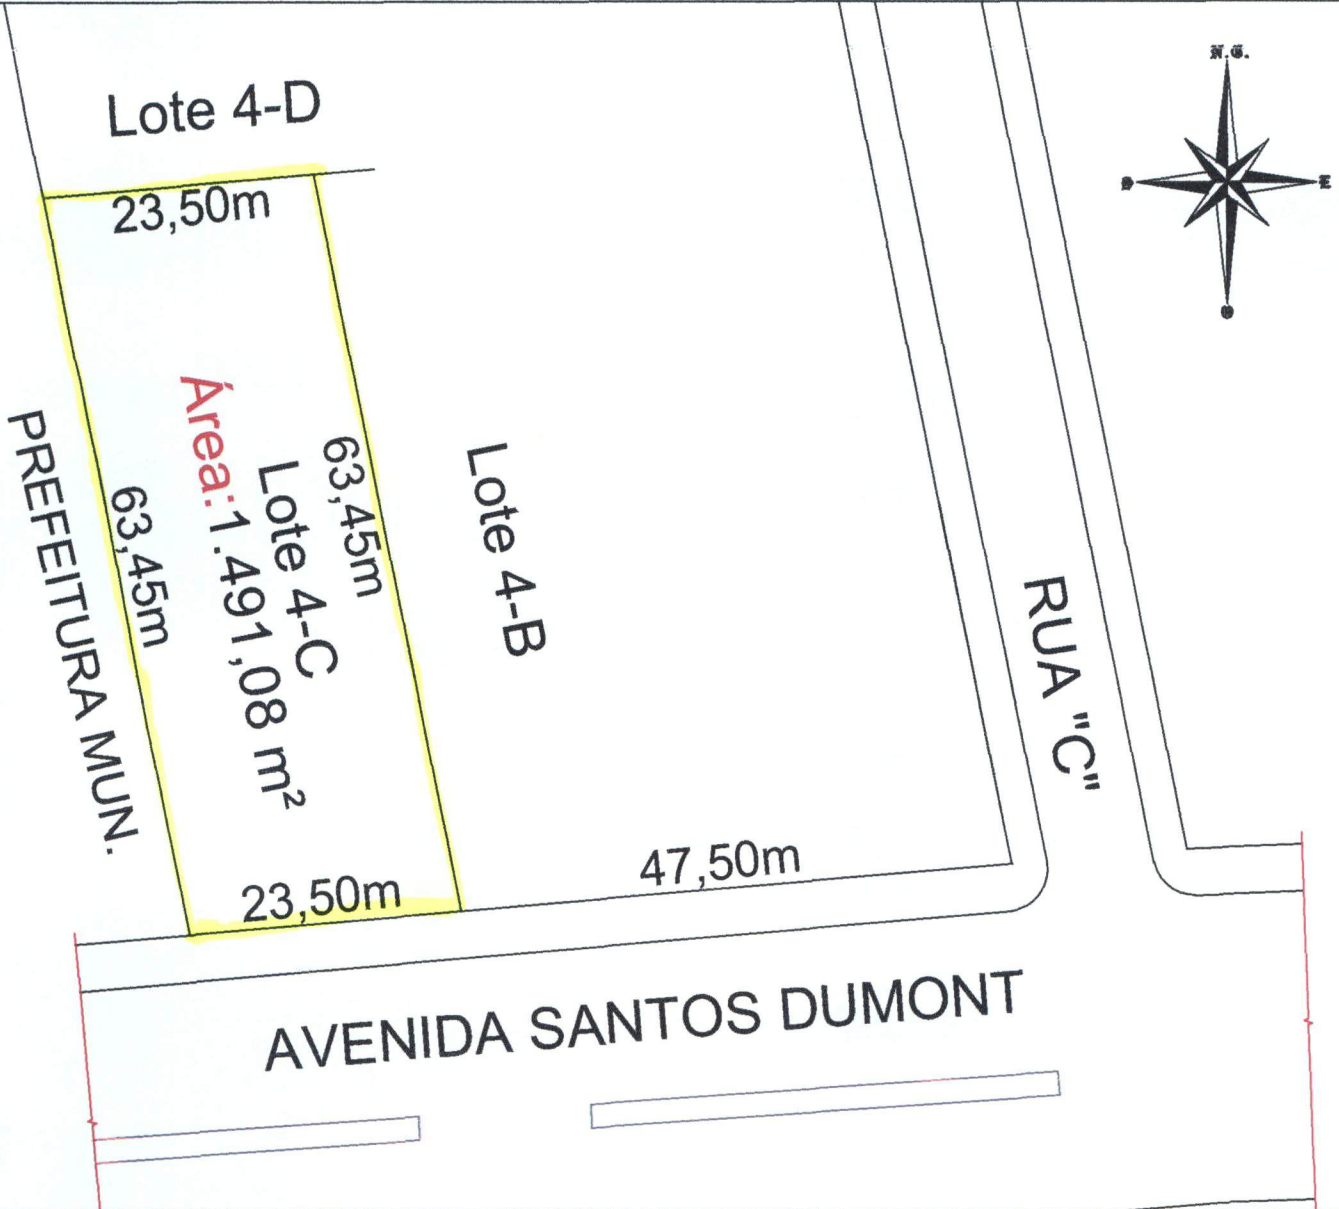 Lote 4-D
N.G.
O
E
23,50m
63,45m
Lote 4-C
Área:1.491,08 m²
63,45m
PREFEITURA MUN.
Lote 4-B
RUA "C"
23,50m
47,50m
AVENIDA SANTOS DUMONT